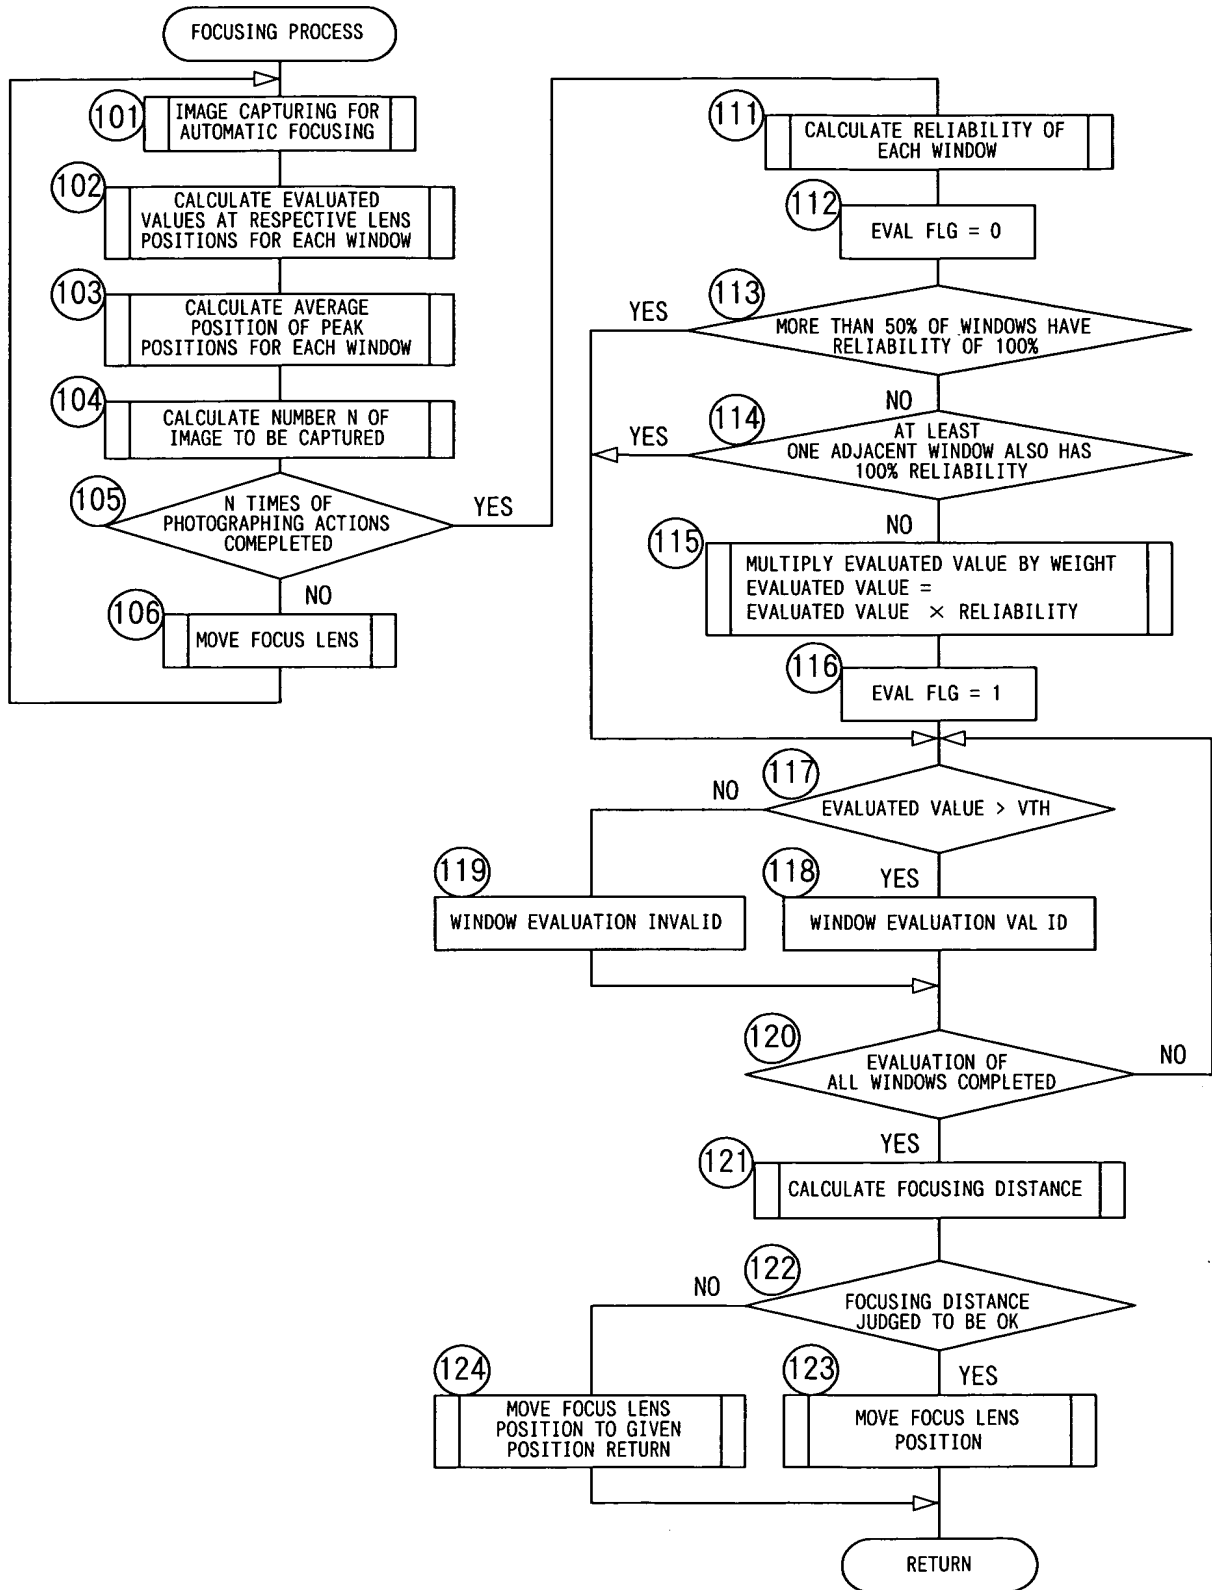 FOCUSING PROCESS
101
IMAGE CAPTURING FOR
AUTOMATIC FOCUSING
102
CALCULATE EVALUATED
VALUES AT RESPECTIVE LENS
POSITIONS FOR EACH WINDOW
103
CALCULATE AVERAGE
POSITION OF PEAK
POSITIONS FOR EACH WINDOW
104
CALCULATE NUMBER N OF
IMAGE TO BE CAPTURED
105
N TIMES OF
PHOTOGRAPHING ACTIONS
COMEPLETED
YES
NO
106
MOVE FOCUS LENS
111
CALCULATE RELIABILITY OF
EACH WINDOW
112
EVAL FLG = 0
113
YES
MORE THAN 50% OF WINDOWS HAVE
RELIABILITY OF 100%
NO
114
YES
AT LEAST
ONE ADJACENT WINDOW ALSO HAS
100% RELIABILITY
NO
115
MULTIPLY EVALUATED VALUE BY WEIGHT
EVALUATED VALUE =
EVALUATED VALUE × RELIABILITY
116
EVAL FLG = 1
117
NO
EVALUATED VALUE > VTH
YES
119
WINDOW EVALUATION INVALID
118
WINDOW EVALUATION VAL ID
120
EVALUATION OF
ALL WINDOWS COMPLETED
NO
YES
121
CALCULATE FOCUSING DISTANCE
122
NO
FOCUSING DISTANCE
JUDGED TO BE OK
YES
124
MOVE FOCUS LENS
POSITION TO GIVEN
POSITION RETURN
123
MOVE FOCUS LENS
POSITION
RETURN